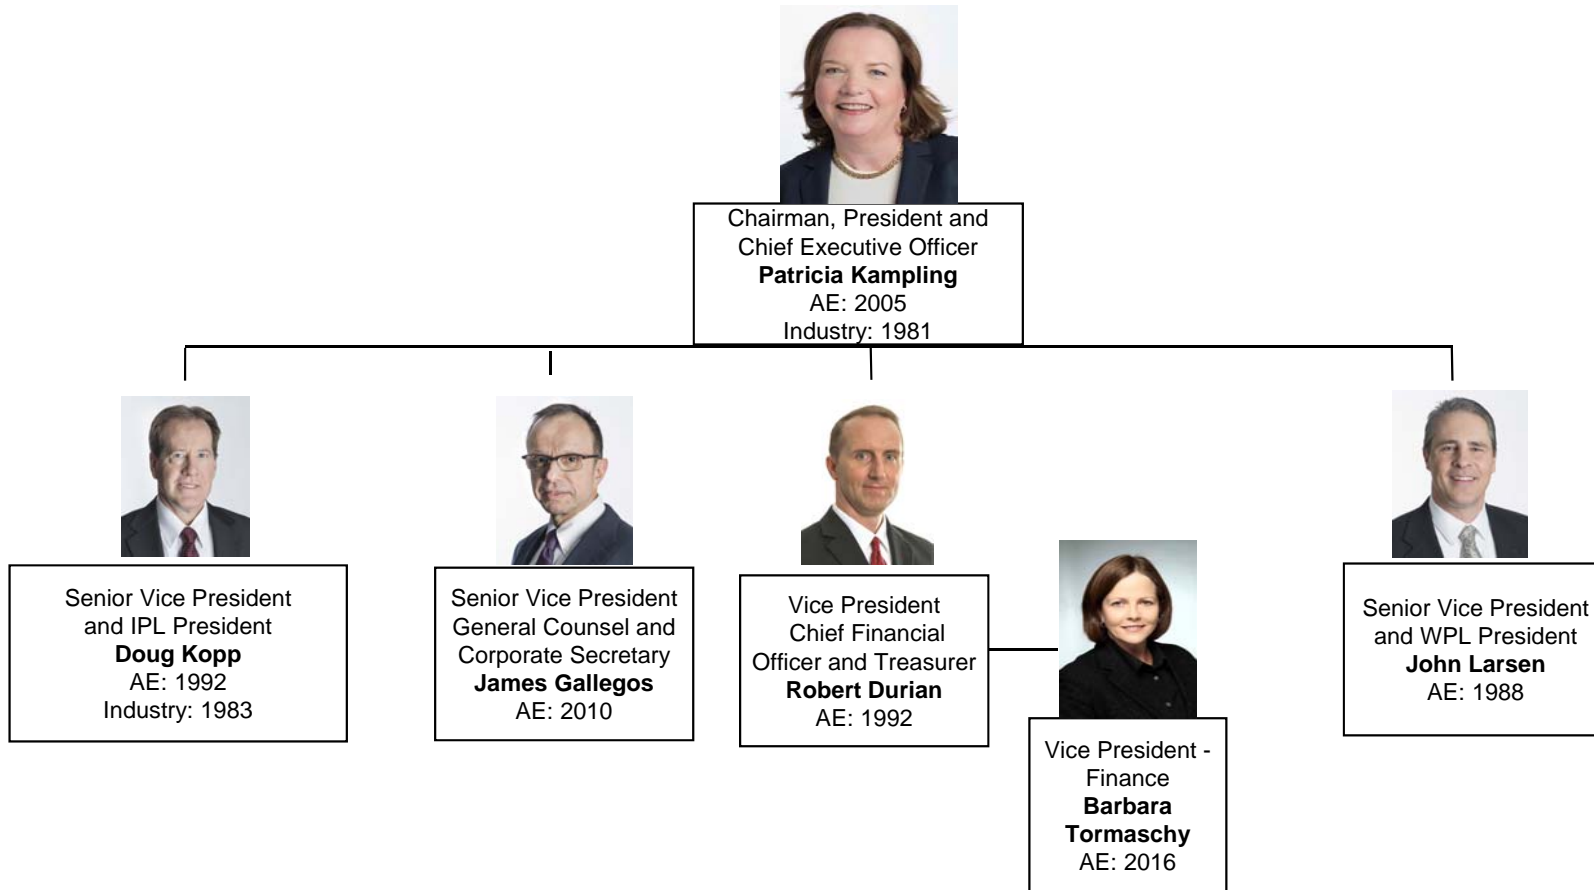 Chairman, President and
Chief Executive Officer
Patricia Kampling
AE: 2005
Industry: 1981
Senior Vice President
and IPL President
Doug Kopp
AE: 1992
Industry: 1983
Senior Vice President
General Counsel and
Corporate Secretary
James Gallegos
AE: 2010
Vice President
Chief Financial
Officer and Treasurer
Robert Durian
AE: 1992
Vice President -
Finance
Barbara
Tormaschy
AE: 2016
Senior Vice President
and WPL President
John Larsen
AE: 1988